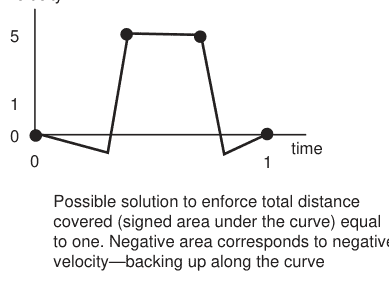 5
1
0
time
0
1
Possible solution to enforce total distance
covered (signed area under the curve) equal
to one. Negative area corresponds to negative
velocity—backing up along the curve